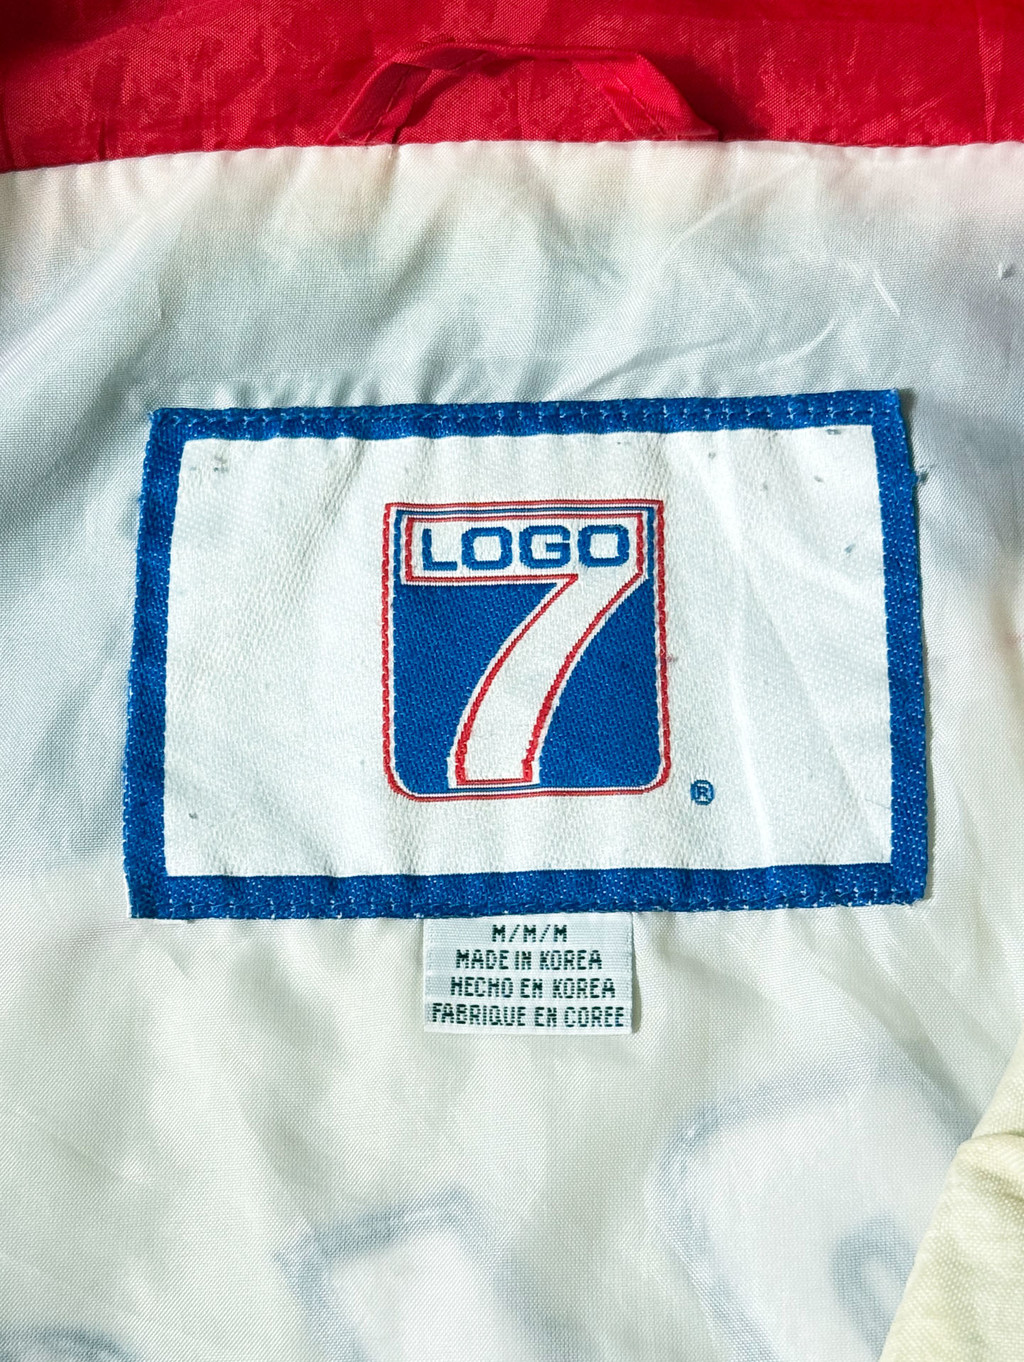 LOGO
7
®
M/M/M
MADE IN KOREA
HECHO EN KOREA
FABRIQUE EN COREE